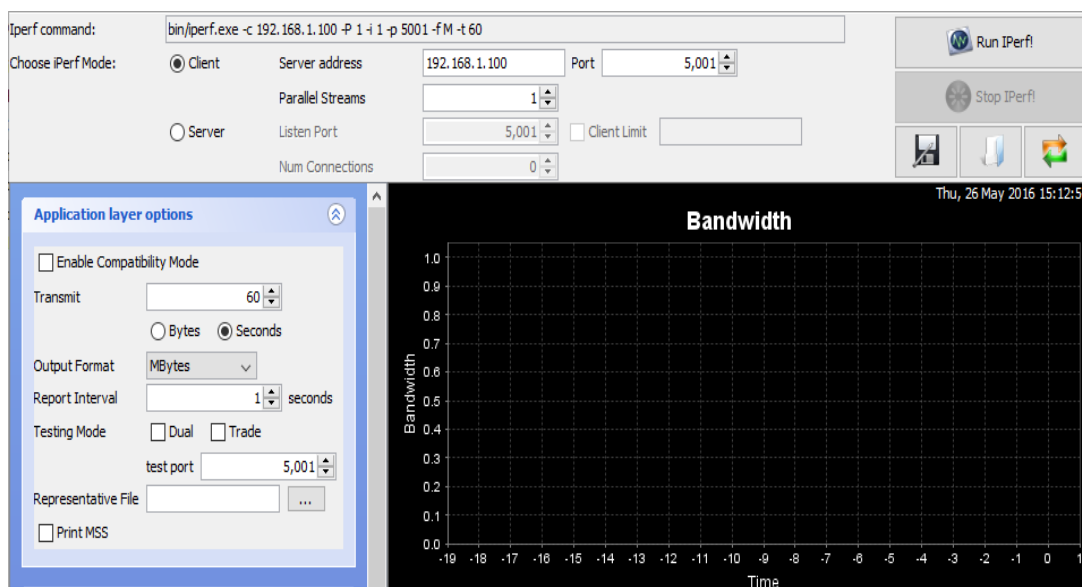 Iperf command: bin/iperf.exe -c 192.168.1.100 -P 1 -i 1 -p 5001 -f M -t 60
Run IPerf!
Choose iPerf Mode: Client Server address 192.168.1.100 Port 5,001
Parallel Streams 1
Stop IPerf!
Server Listen Port 5,001 Client Limit
Num Connections 0
Thu, 26 May 2016 15:12:5
Application layer options
Bandwidth
Enable Compatibility Mode
Transmit 60
Bytes Seconds
Output Format MBytes
Report Interval 1 seconds
Testing Mode Dual Trade
test port 5,001
Representative File ...
Print MSS
Bandwidth
1.0
0.9
0.8
0.7
0.6
0.5
0.4
0.3
0.2
0.1
0.0
-19 -18 -17 -16 -15 -14 -13 -12 -11 -10 -9 -8 -7 -6 -5 -4 -3 -2 -1 0 1
Time